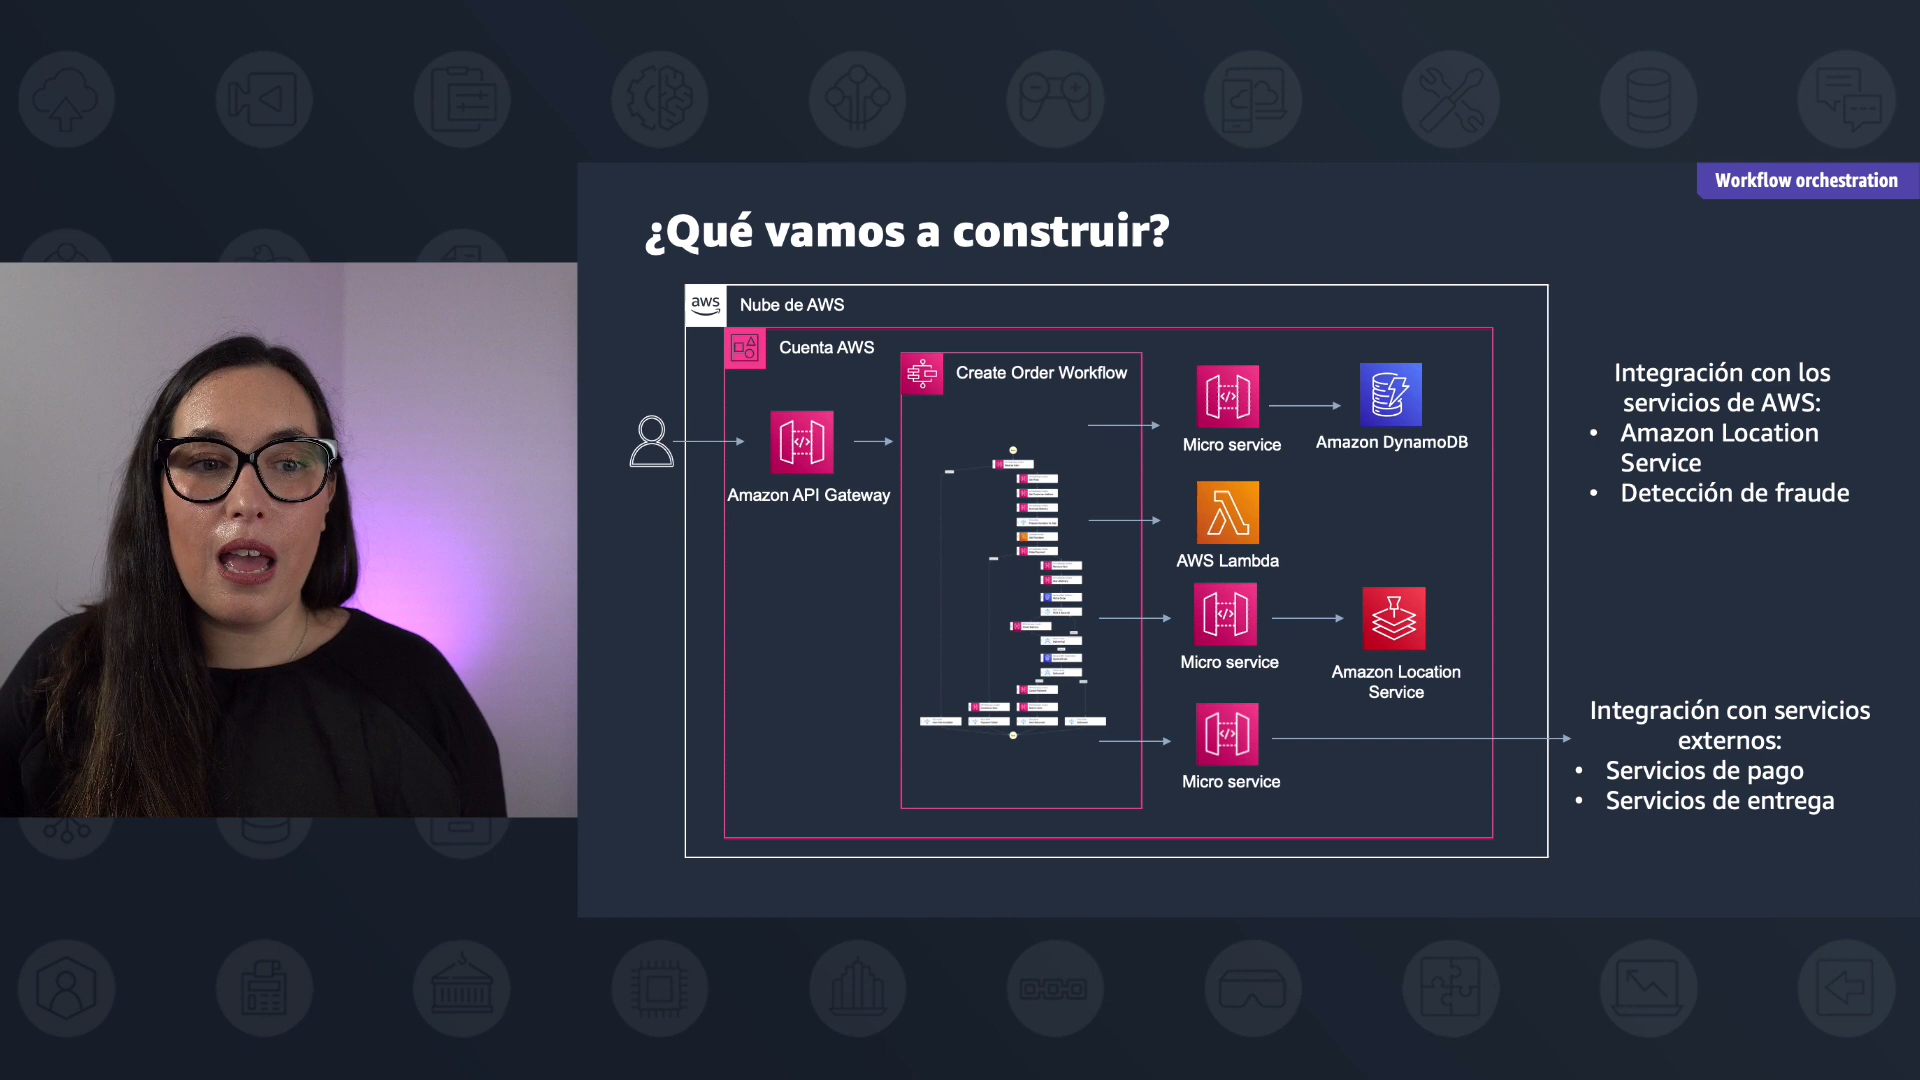 Workflow orchestration
¿Qué vamos a construir?
aws
Nube de AWS
Cuenta AWS
Create Order Workflow
Amazon API Gateway
Micro service
Amazon DynamoDB
AWS Lambda
Micro service
Amazon Location
Service
Micro service
Integración con los
servicios de AWS:
• Amazon Location
Service
• Detección de fraude
Integración con servicios
externos:
• Servicios de pago
• Servicios de entrega